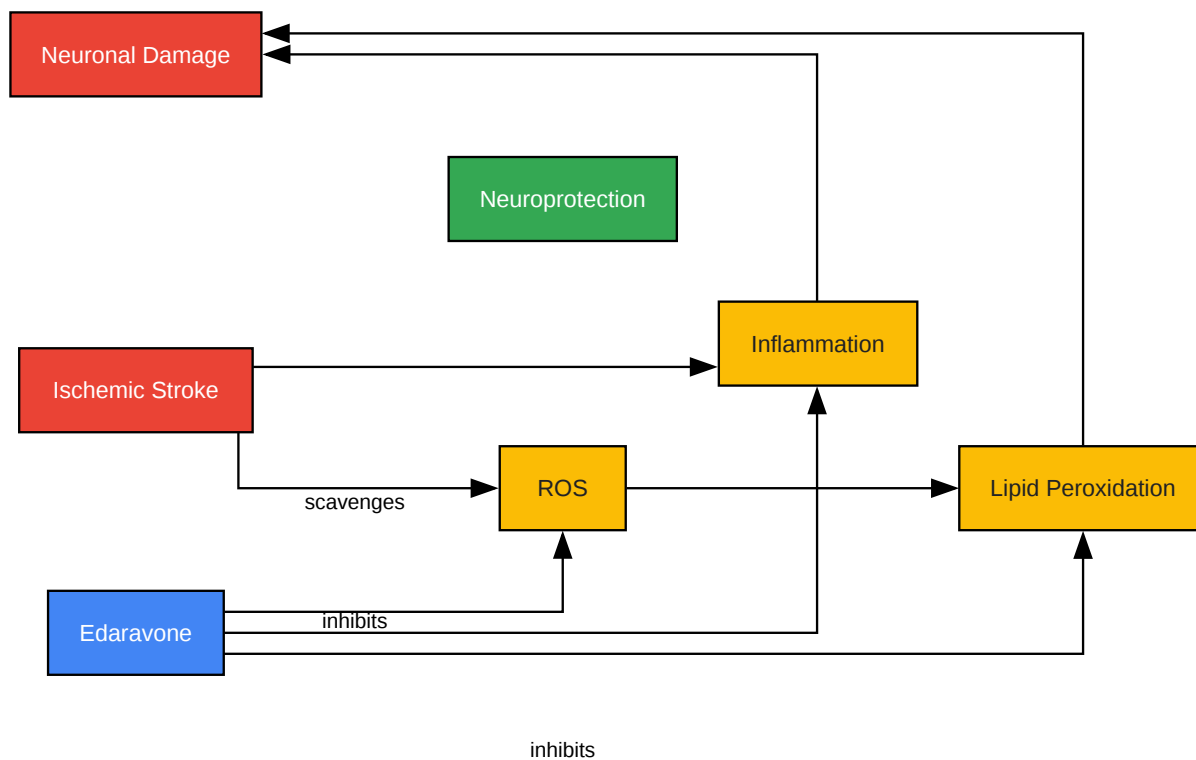 Neuronal Damage
Neuroprotection
Inflammation
Ischemic Stroke
ROS
Lipid Peroxidation
scavenges
inhibits
Edaravone
inhibits